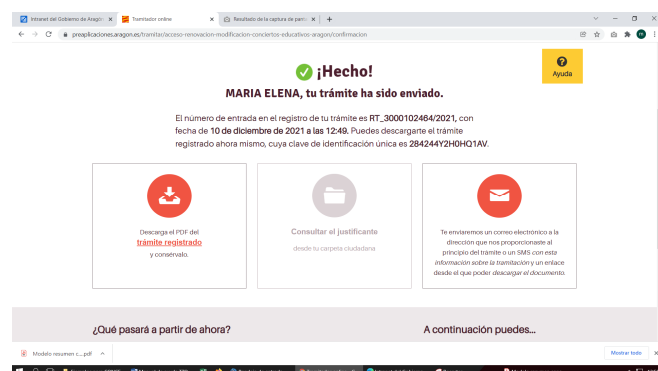 Intranet del Gobierno de Aragón
Tramitador online
Resultado de la captura de panta
preaplicaciones.aragon.es/tramitar/acceso-renovacion-modificacion-conciertos-educativos-aragon/confirmacion
Ayuda
¡Hecho!
MARIA ELENA, tu trámite ha sido enviado.
El número de entrada en el registro de tu trámite es RT_3000102464/2021, con
fecha de 10 de diciembre de 2021 a las 12:49. Puedes descargarte el trámite
registrado ahora mismo, cuya clave de identificación única es 284244Y2H0HQ1AV.
Descarga el PDF del
trámite registrado
y consérvalo.
Consultar el justificante
desde tu carpeta ciudadana
Te enviaremos un correo electrónico a la
dirección que nos proporcionaste al
principio del trámite o un SMS con esta
información sobre la tramitación y un enlace
desde el que poder descargar el documento.
¿Qué pasará a partir de ahora?
A continuación puedes...
Modelo resumen c....pdf
Mostrar todo